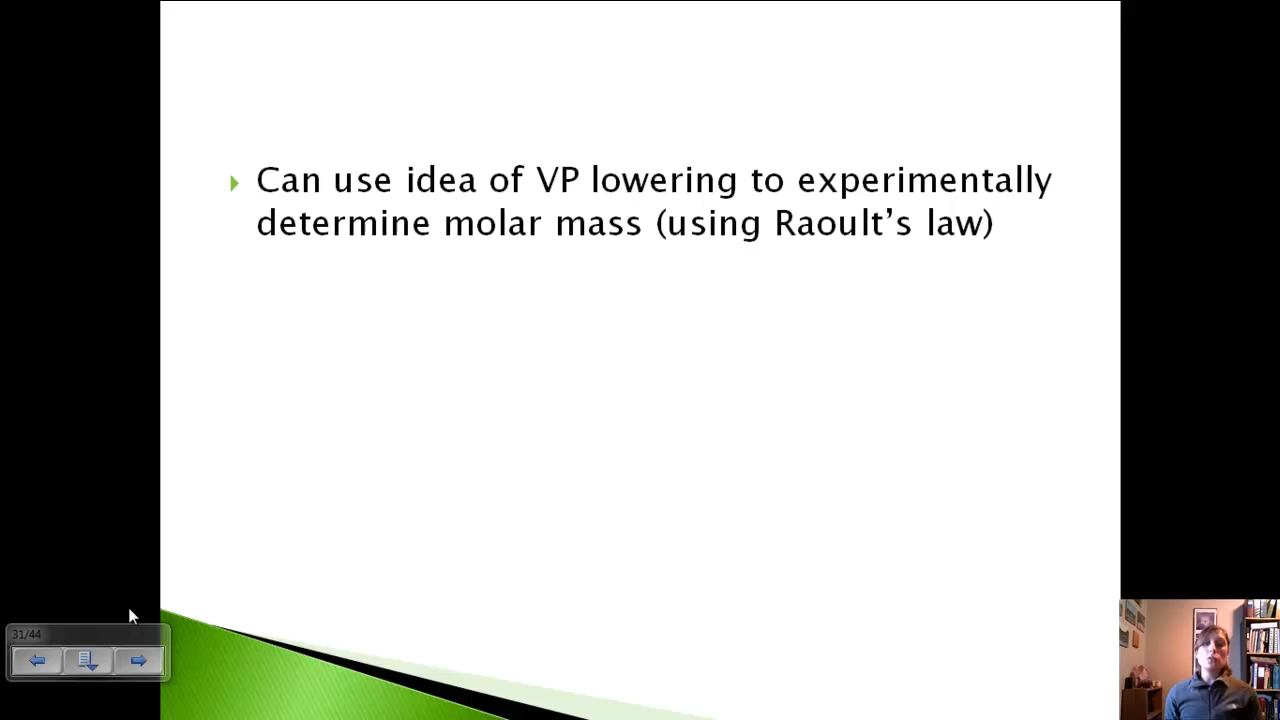 Can use idea of VP lowering to experimentally
determine molar mass (using Raoult’s law)
31/44